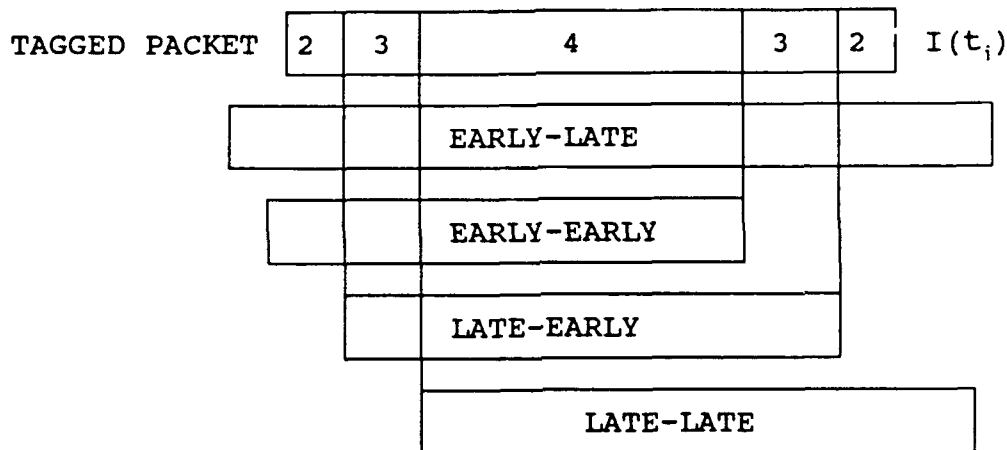 TAGGED PACKET 2 3 4 3 2 I(t_i)
EARLY-LATE
EARLY-EARLY
LATE-EARLY
LATE-LATE